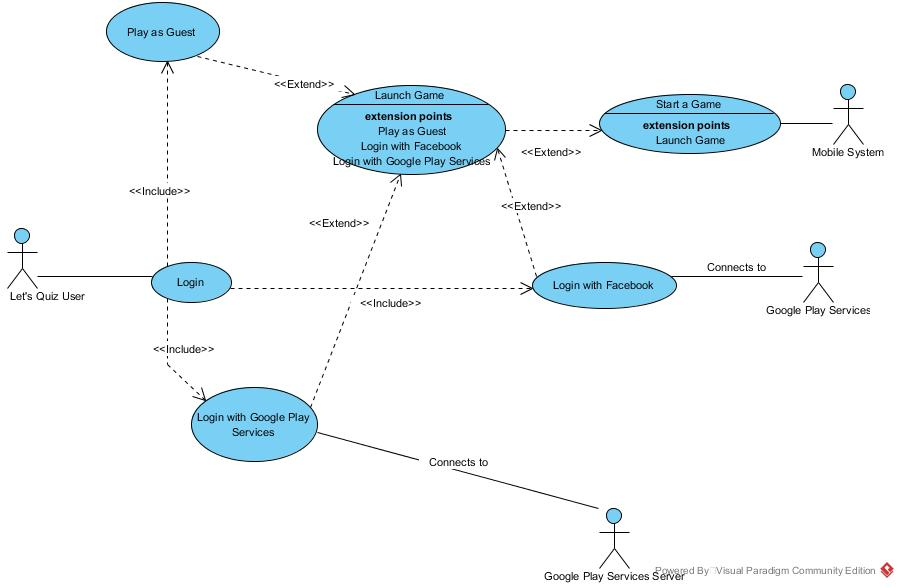 Play as Guest
<<Extend>>
Launch Game
extension points
Play as Guest
Login with Facebook
Login with Google Play Services
<<Extend>>
Start a Game
extension points
Launch Game
Mobile System
<<Include>>
<<Extend>>
<<Extend>>
Let's Quiz User
Login
<<Include>>
Login with Facebook
Connects to
Google Play Services
<<Include>>
Login with Google Play
Services
Connects to
Google Play Services Server
Powered By Visual Paradigm Community Edition